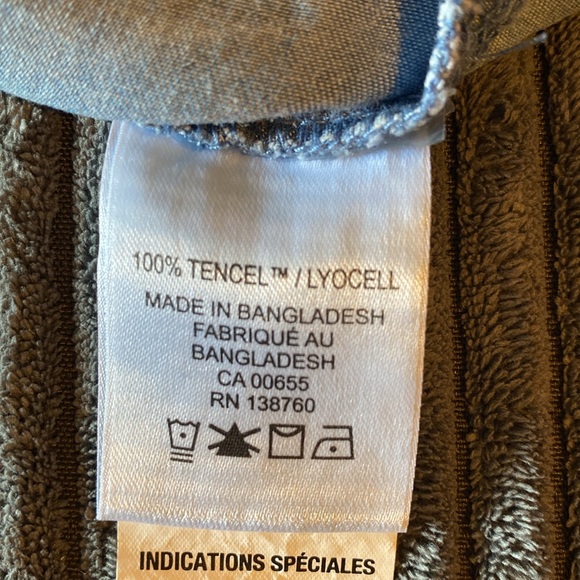 100% TENCEL™ / LYOCELL
MADE IN BANGLADESH
FABRIQUÉ AU
BANGLADESH
CA 00655
RN 138760
INDICATIONS SPÉCIALES